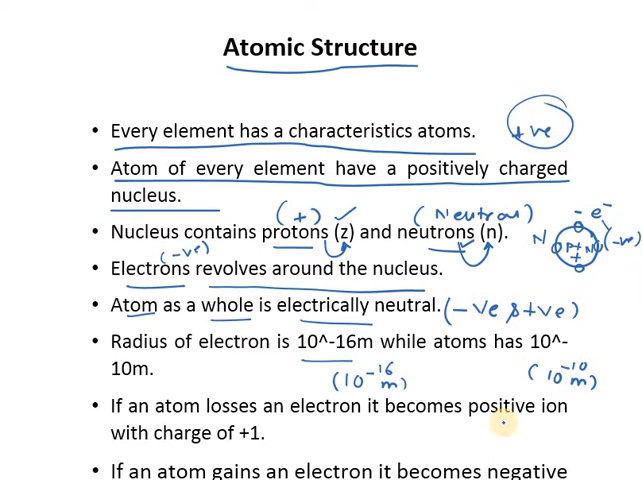 Atomic Structure
• Every element has a characteristics atoms.
+ve
• Atom of every element have a positively charged
nucleus.
(+) ✓ (Neutral) - e⁻
• Nucleus contains protons (z) and neutrons (n).
N P+ N (-ve)
(-ve)
• Electrons revolves around the nucleus.
• Atom as a whole is electrically neutral. (-ve & +ve)
• Radius of electron is 10^-16m while atoms has 10^-
10m.
(10⁻¹⁶ m) (10⁻¹⁰ m)
• If an atom losses an electron it becomes positive ion
with charge of +1.
• If an atom gains an electron it becomes negative